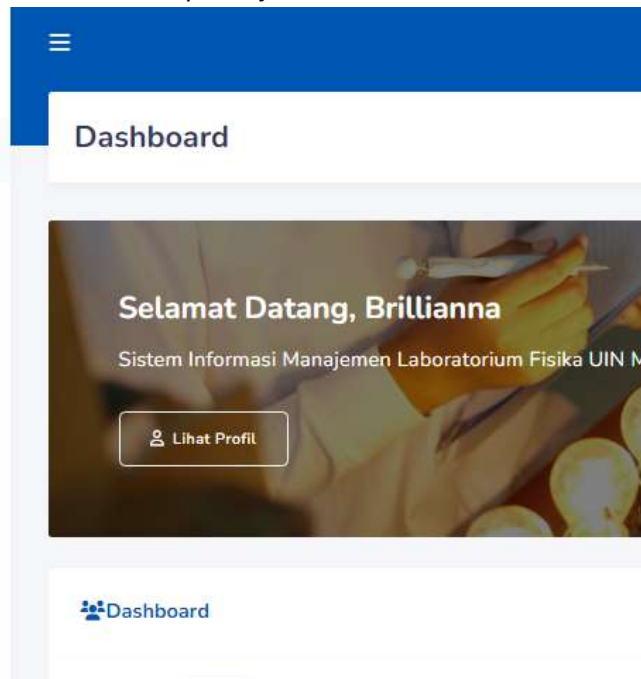 Dashboard
Selamat Datang, Brillianna
Sistem Informasi Manajemen Laboratorium Fisika UIN
Lihat Profil
Dashboard